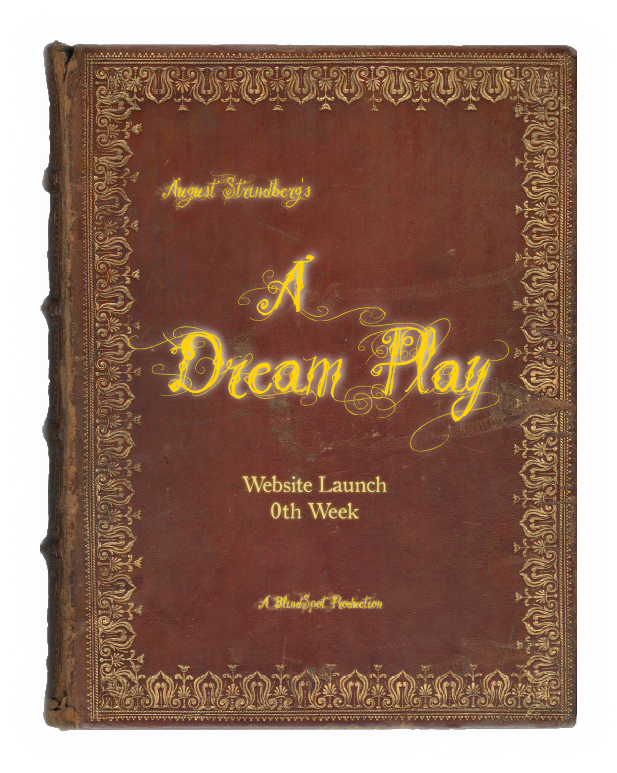 August Strindberg's
A
Dream Play
Website Launch
0th Week
A BlindSpot Production